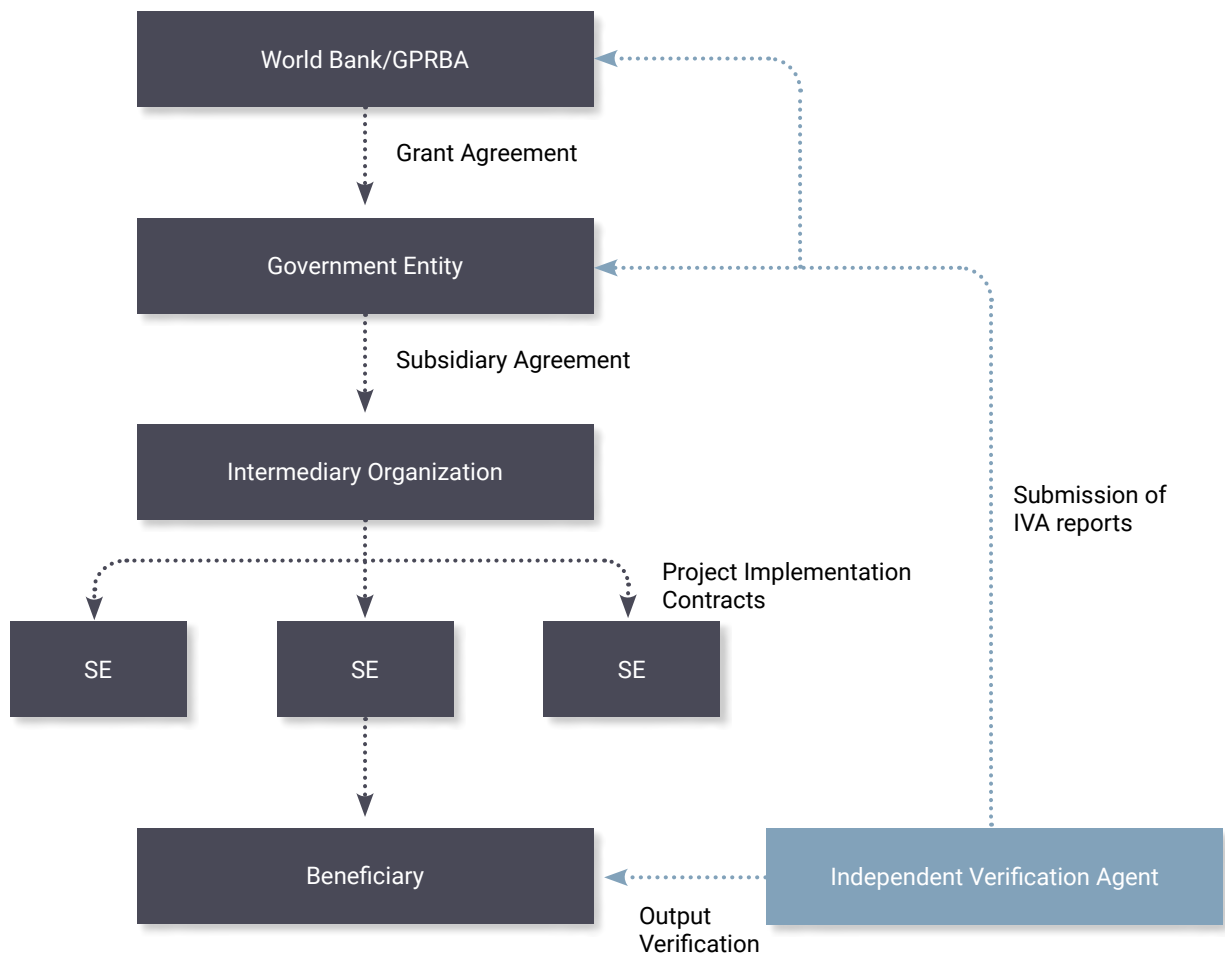 World Bank/GPRBA
Grant Agreement
Government Entity
Subsidiary Agreement
Intermediary Organization
Submission of
IVA reports
Project Implementation
Contracts
SE
SE
SE
Beneficiary
Independent Verification Agent
Output
Verification